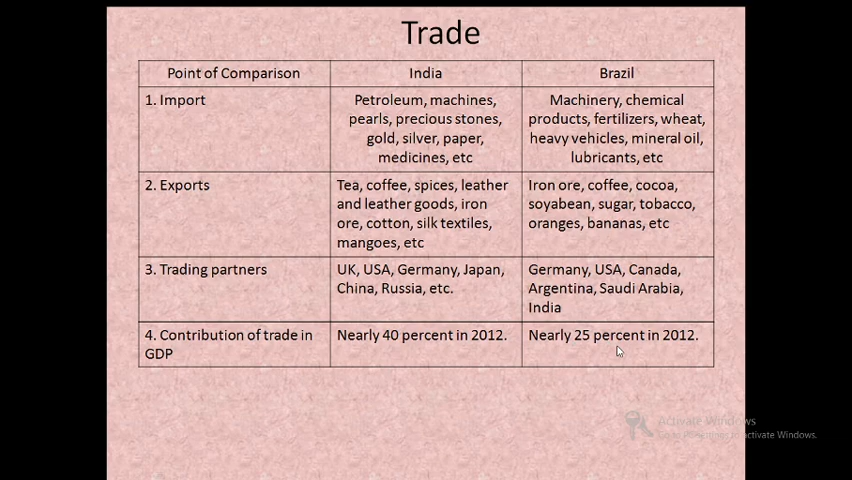 Trade
Point of Comparison
India
Brazil
1. Import
Petroleum, machines,
pearls, precious stones,
gold, silver, paper,
medicines, etc
Machinery, chemical
products, fertilizers, wheat,
heavy vehicles, mineral oil,
lubricants, etc
2. Exports
Tea, coffee, spices, leather
and leather goods, iron
ore, cotton, silk textiles,
mangoes, etc
Iron ore, coffee, cocoa,
soyabean, sugar, tobacco,
oranges, bananas, etc
3. Trading partners
UK, USA, Germany, Japan,
China, Russia, etc.
Germany, USA, Canada,
Argentina, Saudi Arabia,
India
4. Contribution of trade in
GDP
Nearly 40 percent in 2012.
Nearly 25 percent in 2012.
Activate Windows
to activate Windows.